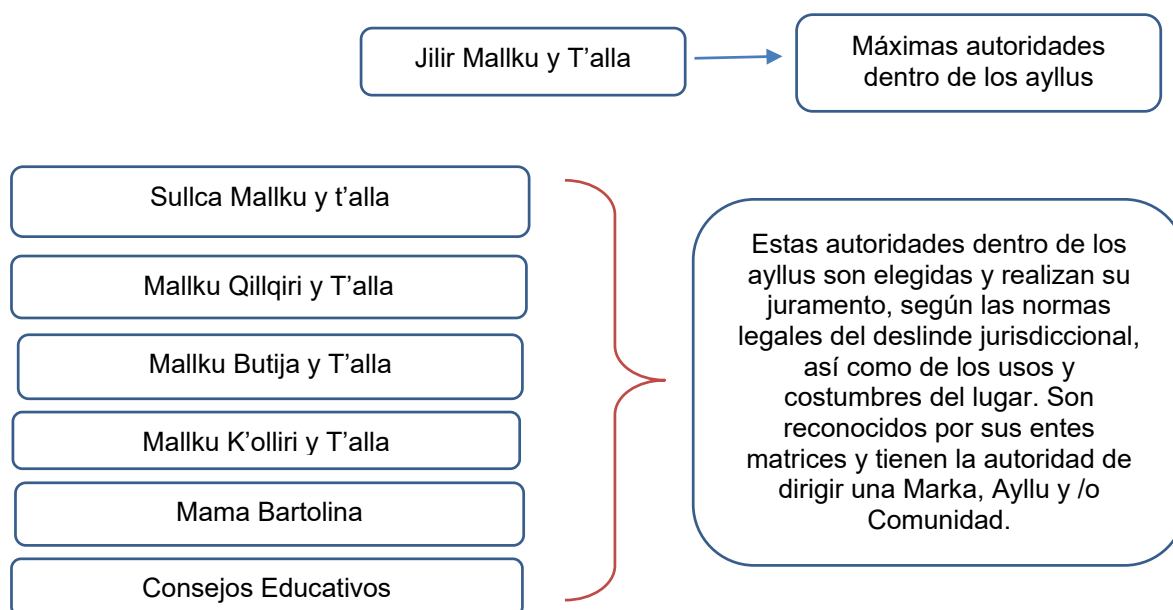 Jilir Mallku y T’alla
Máximas autoridades
dentro de los ayllus
Sullca Mallku y t’alla
Mallku Qillqiri y T’alla
Mallku Butija y T’alla
Mallku K’olliri y T’alla
Mama Bartolina
Consejos Educativos
Estas autoridades dentro de los
ayllus son elegidas y realizan su
juramento, según las normas
legales del deslinde jurisdiccional,
así como de los usos y
costumbres del lugar. Son
reconocidos por sus entes
matrices y tienen la autoridad de
dirigir una Marka, Ayllu y /o
Comunidad.